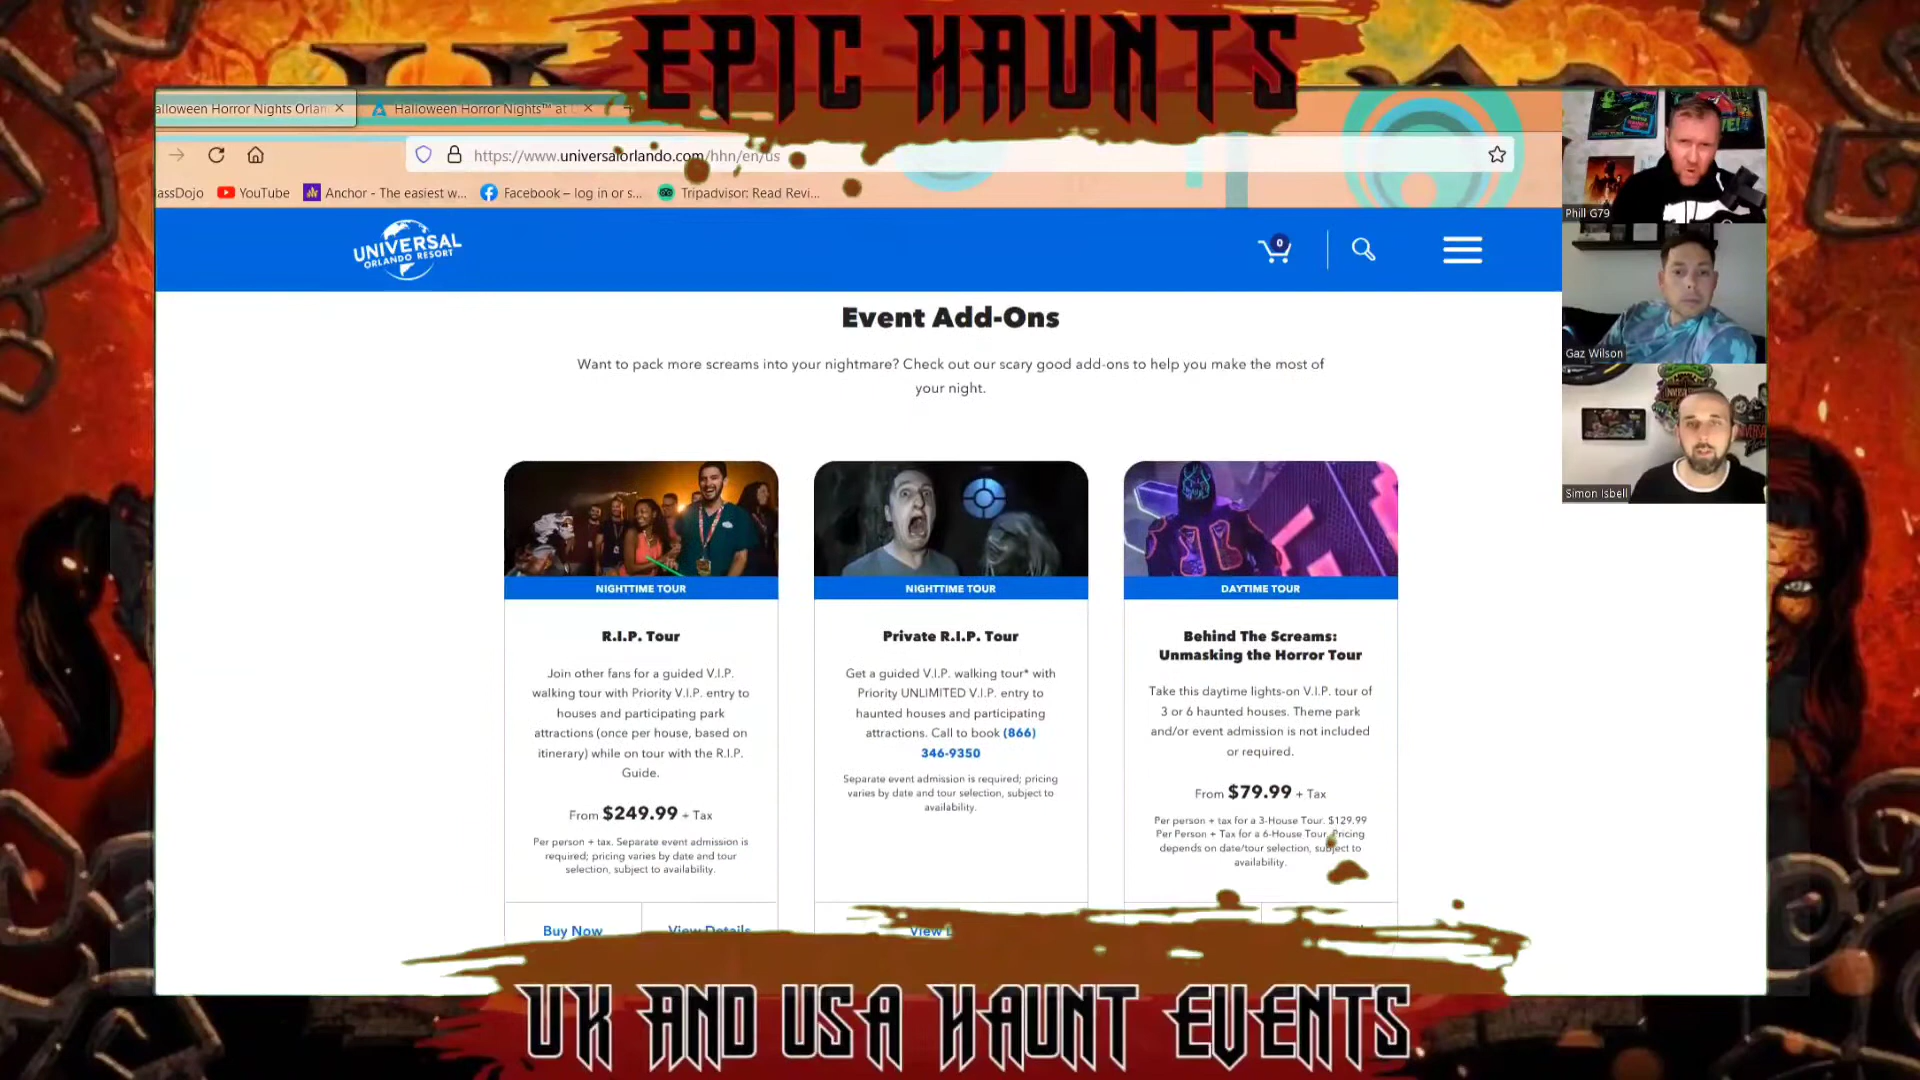 EPIC HAUNTS
alloween Horror Nights Orlan
Halloween Horror Nights™ at
https://www.universalorlando.com/hhn/en/us
assDojo
YouTube
Anchor - The easiest w...
Facebook – log in or s...
Tripadvisor: Read Revi...
Phill G79
UNIVERSAL
ORLANDO RESORT
0
Event Add-Ons
Want to pack more screams into your nightmare? Check out our scary good add-ons to help you make the most of
your night.
Gaz Wilson
Simon Isbell
NIGHTTIME TOUR
R.I.P. Tour
Join other fans for a guided V.I.P.
walking tour with Priority V.I.P. entry to
houses and participating park
attractions (once per house, based on
itinerary) while on tour with the R.I.P.
Guide.
From $249.99 + Tax
Per person + tax. Separate event admission is
required; pricing varies by date and tour
selection, subject to availability.
Buy Now
View Details
NIGHTTIME TOUR
Private R.I.P. Tour
Get a guided V.I.P. walking tour* with
Priority UNLIMITED V.I.P. entry to
haunted houses and participating
attractions. Call to book (866)
346-9350
Separate event admission is required; pricing
varies by date and tour selection, subject to
availability.
View
DAYTIME TOUR
Behind The Screams:
Unmasking the Horror Tour
Take this daytime lights-on V.I.P. tour of
3 or 6 haunted houses. Theme park
and/or event admission is not included
or required.
From $79.99 + Tax
Per person + tax for a 3-House Tour. $129.99
Per Person + Tax for a 6-House Tour. Pricing
depends on date/tour selection, subject to
availability.
UK AND USA HAUNT EVENTS